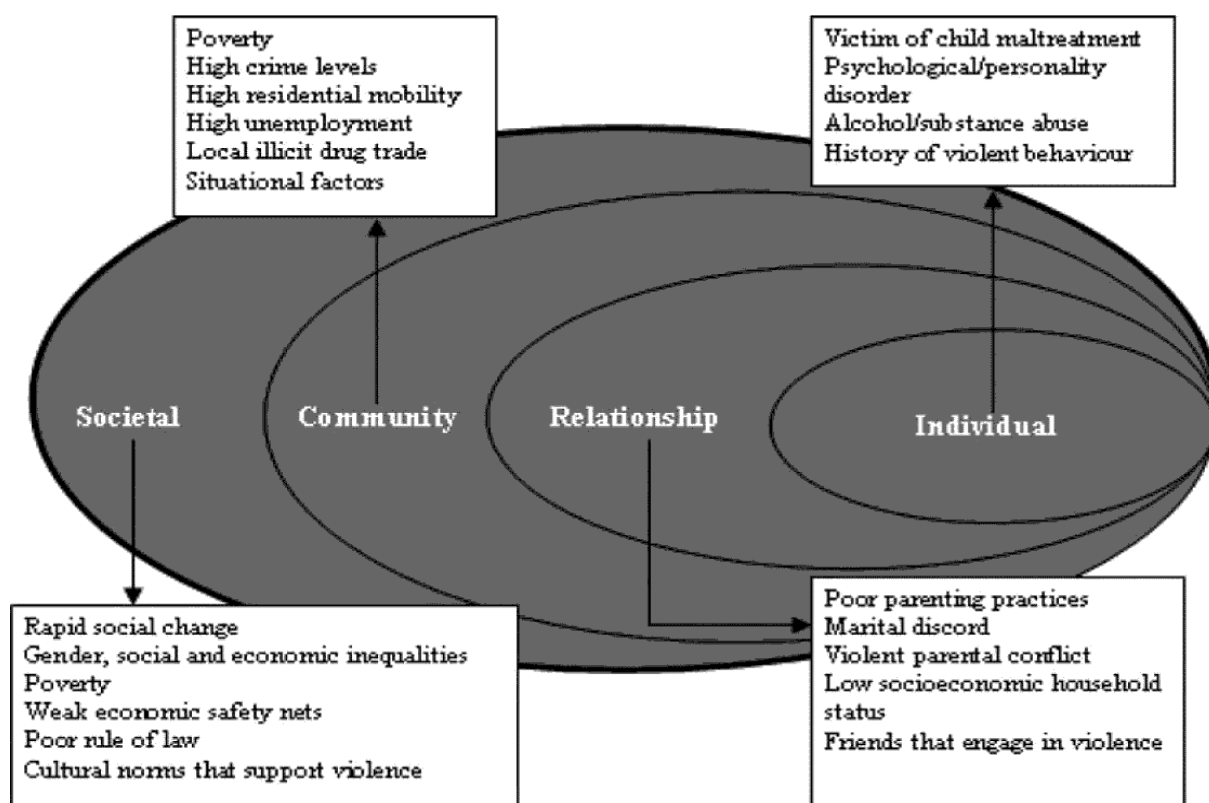 Poverty
High crime levels
High residential mobility
High unemployment
Local illicit drug trade
Situational factors
Victim of child maltreatment
Psychological/personality
disorder
Alcohol/substance abuse
History of violent behaviour
Societal
Community
Relationship
Individual
Rapid social change
Gender, social and economic inequalities
Poverty
Weak economic safety nets
Poor rule of law
Cultural norms that support violence
Poor parenting practices
Marital discord
Violent parental conflict
Low socioeconomic household
status
Friends that engage in violence